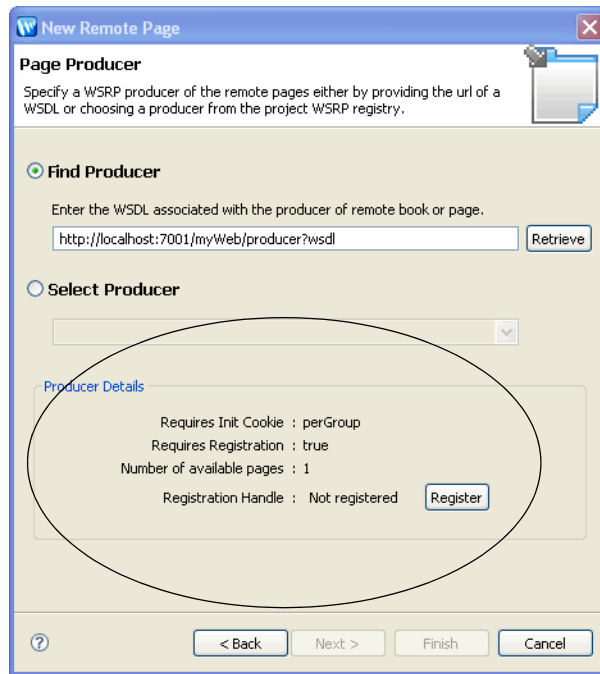 New Remote Page
Page Producer
Specify a WSRP producer of the remote pages either by providing the url of a
WSDL or choosing a producer from the project WSRP registry.
Find Producer
Enter the WSDL associated with the producer of remote book or page.
http://localhost:7001/myWeb/producer?wsdl
Retrieve
Select Producer
Producer Details
Requires Init Cookie : perGroup
Requires Registration : true
Number of available pages : 1
Registration Handle : Not registered Register
? < Back Next > Finish Cancel